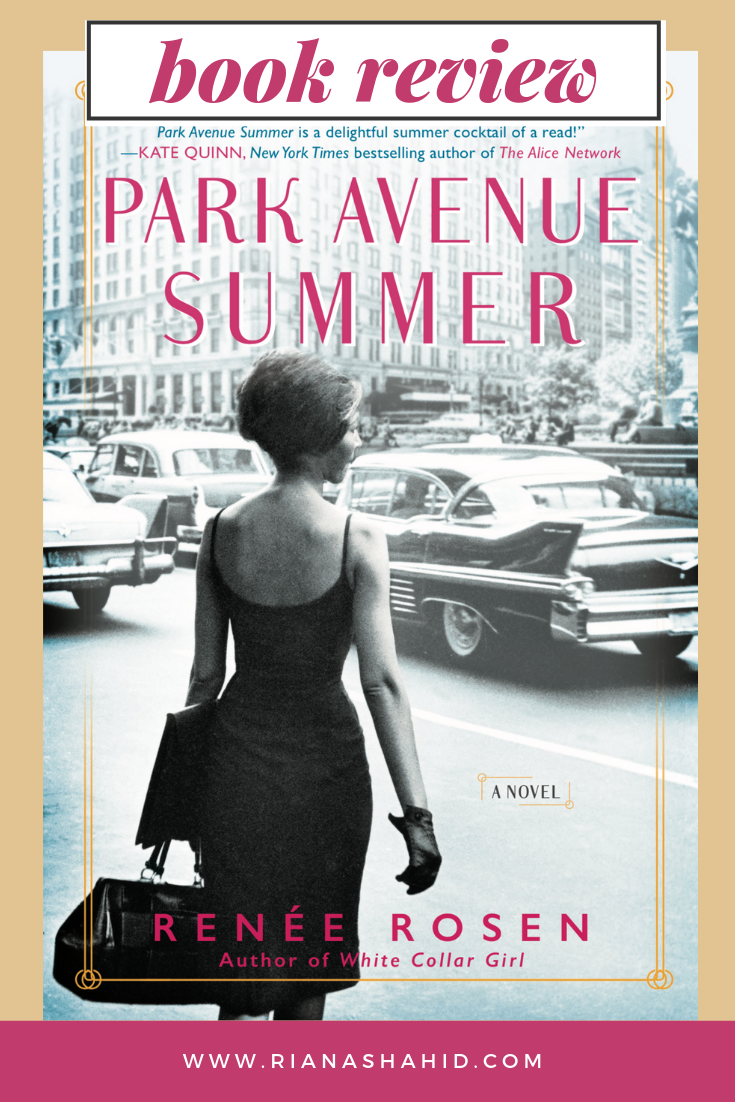 book review
Park Avenue Summer is a delightful summer cocktail of a read!”
—KATE QUINN, New York Times bestselling author of The Alice Network
PARK AVENUE
SUMMER
A NOVEL
RENÉE ROSEN
Author of White Collar Girl
WWW.RIANASHAHID.COM